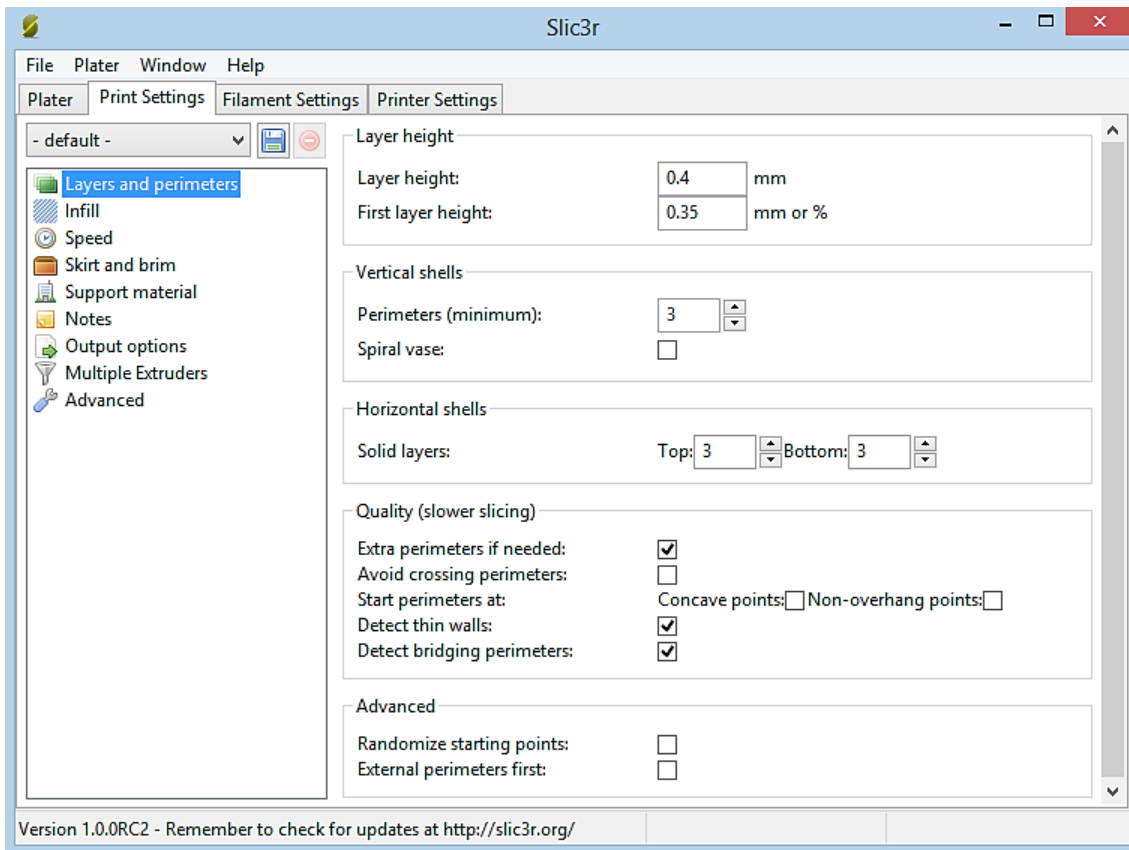 Slic3r
File Plater Window Help
Plater Print Settings Filament Settings Printer Settings
- default -
Layers and perimeters
Infill
Speed
Skirt and brim
Support material
Notes
Output options
Multiple Extruders
Advanced
Layer height
Layer height: 0.4 mm
First layer height: 0.35 mm or %
Vertical shells
Perimeters (minimum): 3
Spiral vase:
Horizontal shells
Solid layers: Top: 3 Bottom: 3
Quality (slower slicing)
Extra perimeters if needed:
Avoid crossing perimeters:
Start perimeters at: Concave points: Non-overhang points:
Detect thin walls:
Detect bridging perimeters:
Advanced
Randomize starting points:
External perimeters first:
Version 1.0.0RC2 - Remember to check for updates at http://slic3r.org/